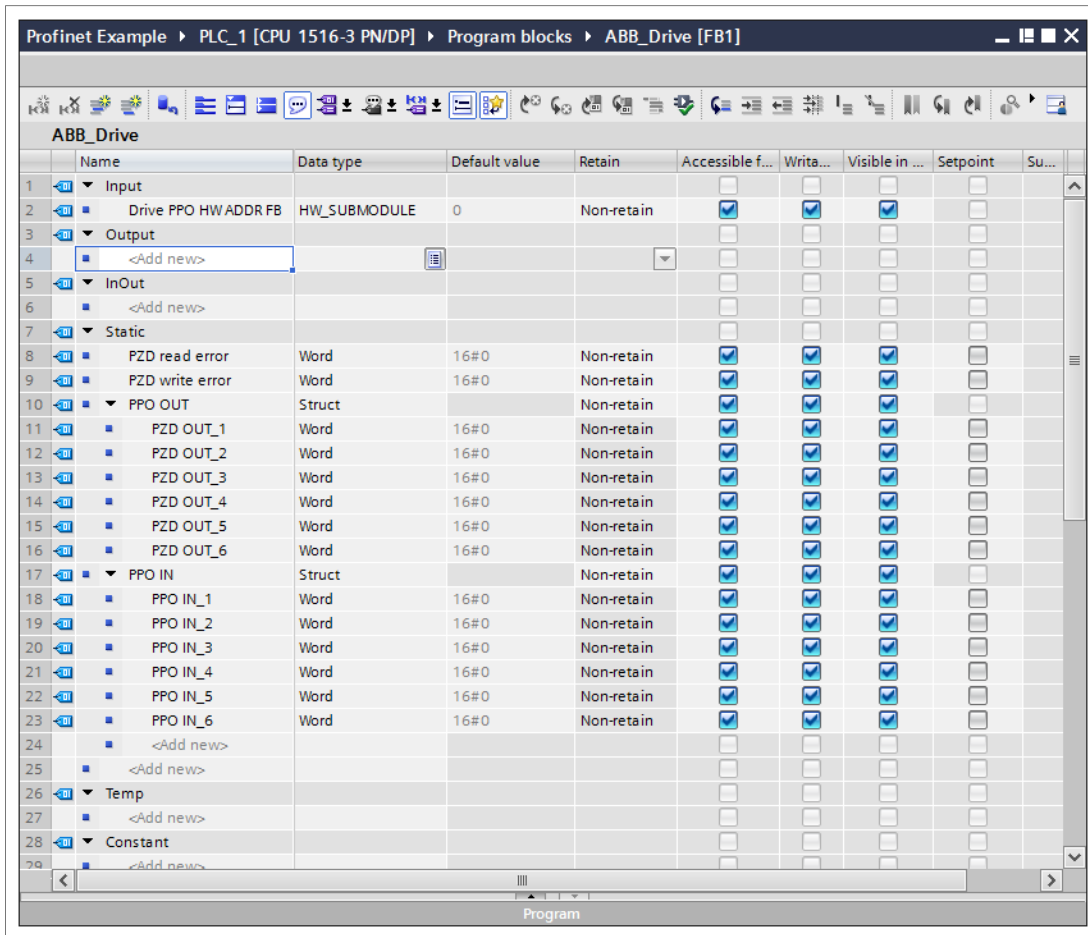 Profinet Example ▸ PLC_1 [CPU 1516-3 PN/DP] ▸ Program blocks ▸ ABB_Drive [FB1]
ABB_Drive
Name Data type Default value Retain Accessible f... Writa... Visible in ... Setpoint Su...
1 Input
2 Drive PPO HW ADDR FB HW_SUBMODULE 0 Non-retain
3 Output
4 <Add new>
5 InOut
6 <Add new>
7 Static
8 PZD read error Word 16#0 Non-retain
9 PZD write error Word 16#0 Non-retain
10 PPO OUT Struct Non-retain
11 PZD OUT_1 Word 16#0 Non-retain
12 PZD OUT_2 Word 16#0 Non-retain
13 PZD OUT_3 Word 16#0 Non-retain
14 PZD OUT_4 Word 16#0 Non-retain
15 PZD OUT_5 Word 16#0 Non-retain
16 PZD OUT_6 Word 16#0 Non-retain
17 PPO IN Struct Non-retain
18 PPO IN_1 Word 16#0 Non-retain
19 PPO IN_2 Word 16#0 Non-retain
20 PPO IN_3 Word 16#0 Non-retain
21 PPO IN_4 Word 16#0 Non-retain
22 PPO IN_5 Word 16#0 Non-retain
23 PPO IN_6 Word 16#0 Non-retain
24 <Add new>
25 <Add new>
26 Temp
27 <Add new>
28 Constant
29 <Add new>
Program